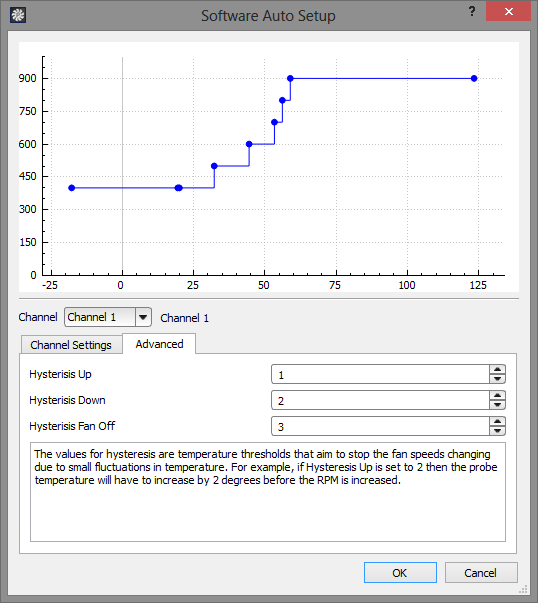 Software Auto Setup
?
900
750
600
450
300
150
0
-25 0 25 50 75 100 125
Channel Channel 1 Channel 1
Channel Settings Advanced
Hysterisis Up 1
Hysterisis Down 2
Hysterisis Fan Off 3
The values for hysteresis are temperature thresholds that aim to stop the fan speeds changing
due to small fluctuations in temperature. For example, if Hysteresis Up is set to 2 then the probe
temperature will have to increase by 2 degrees before the RPM is increased.
OK Cancel